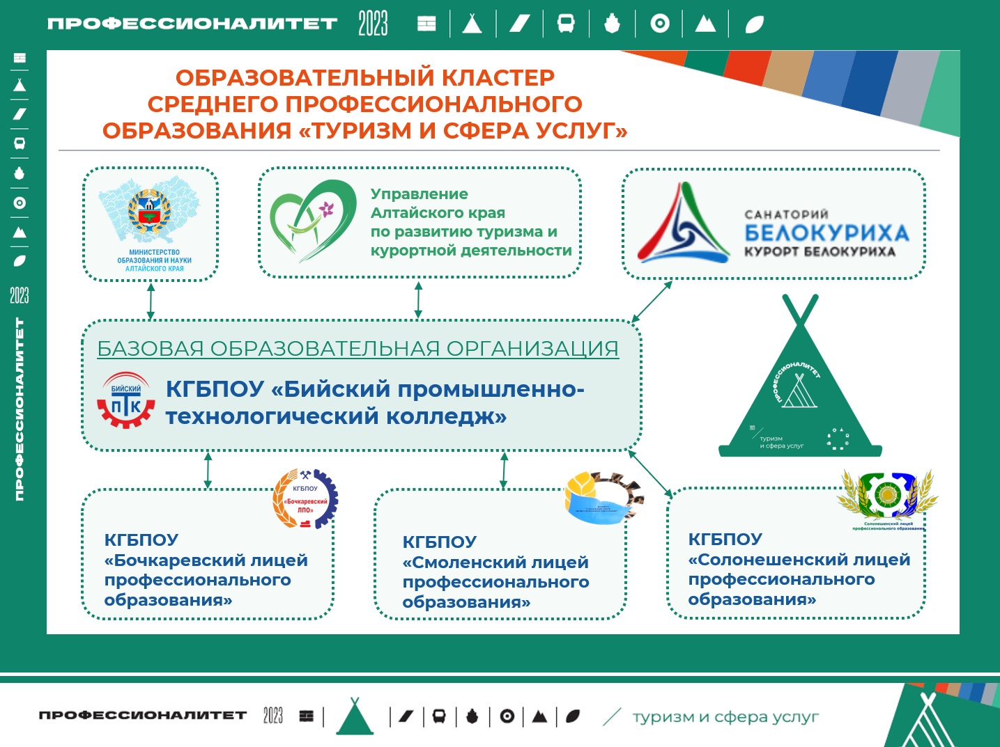 ПРОФЕССИОНАЛИТЕТ 2023
2023
ПРОФЕССИОНАЛИТЕТ
ОБРАЗОВАТЕЛЬНЫЙ КЛАСТЕР
СРЕДНЕГО ПРОФЕССИОНАЛЬНОГО
ОБРАЗОВАНИЯ «ТУРИЗМ И СФЕРА УСЛУГ»
МИНИСТЕРСТВО
ОБРАЗОВАНИЯ И НАУКИ
АЛТАЙСКОГО КРАЯ
Управление
Алтайского края
по развитию туризма и
курортной деятельности
САНАТОРИЙ
БЕЛОКУРИХА
КУРОРТ БЕЛОКУРИХА
БАЗОВАЯ ОБРАЗОВАТЕЛЬНАЯ ОРГАНИЗАЦИЯ
БИЙСКИЙ
ПТК
КГБПОУ «Бийский промышленно-
технологический колледж»
ПРОФЕССИОНАЛИТЕТ
туризм
и сфера услуг
КГБПОУ
«Бочкаревский
ЛПО»
КГБПОУ
«Бочкаревский лицей
профессионального
образования»
КГБПОУ
«Смоленский лицей
профессионального
образования»
Солонешенский лицей
профессионального образования
КГБПОУ
«Солонешенский лицей
профессионального
образования»
ПРОФЕССИОНАЛИТЕТ 2023
туризм и сфера услуг